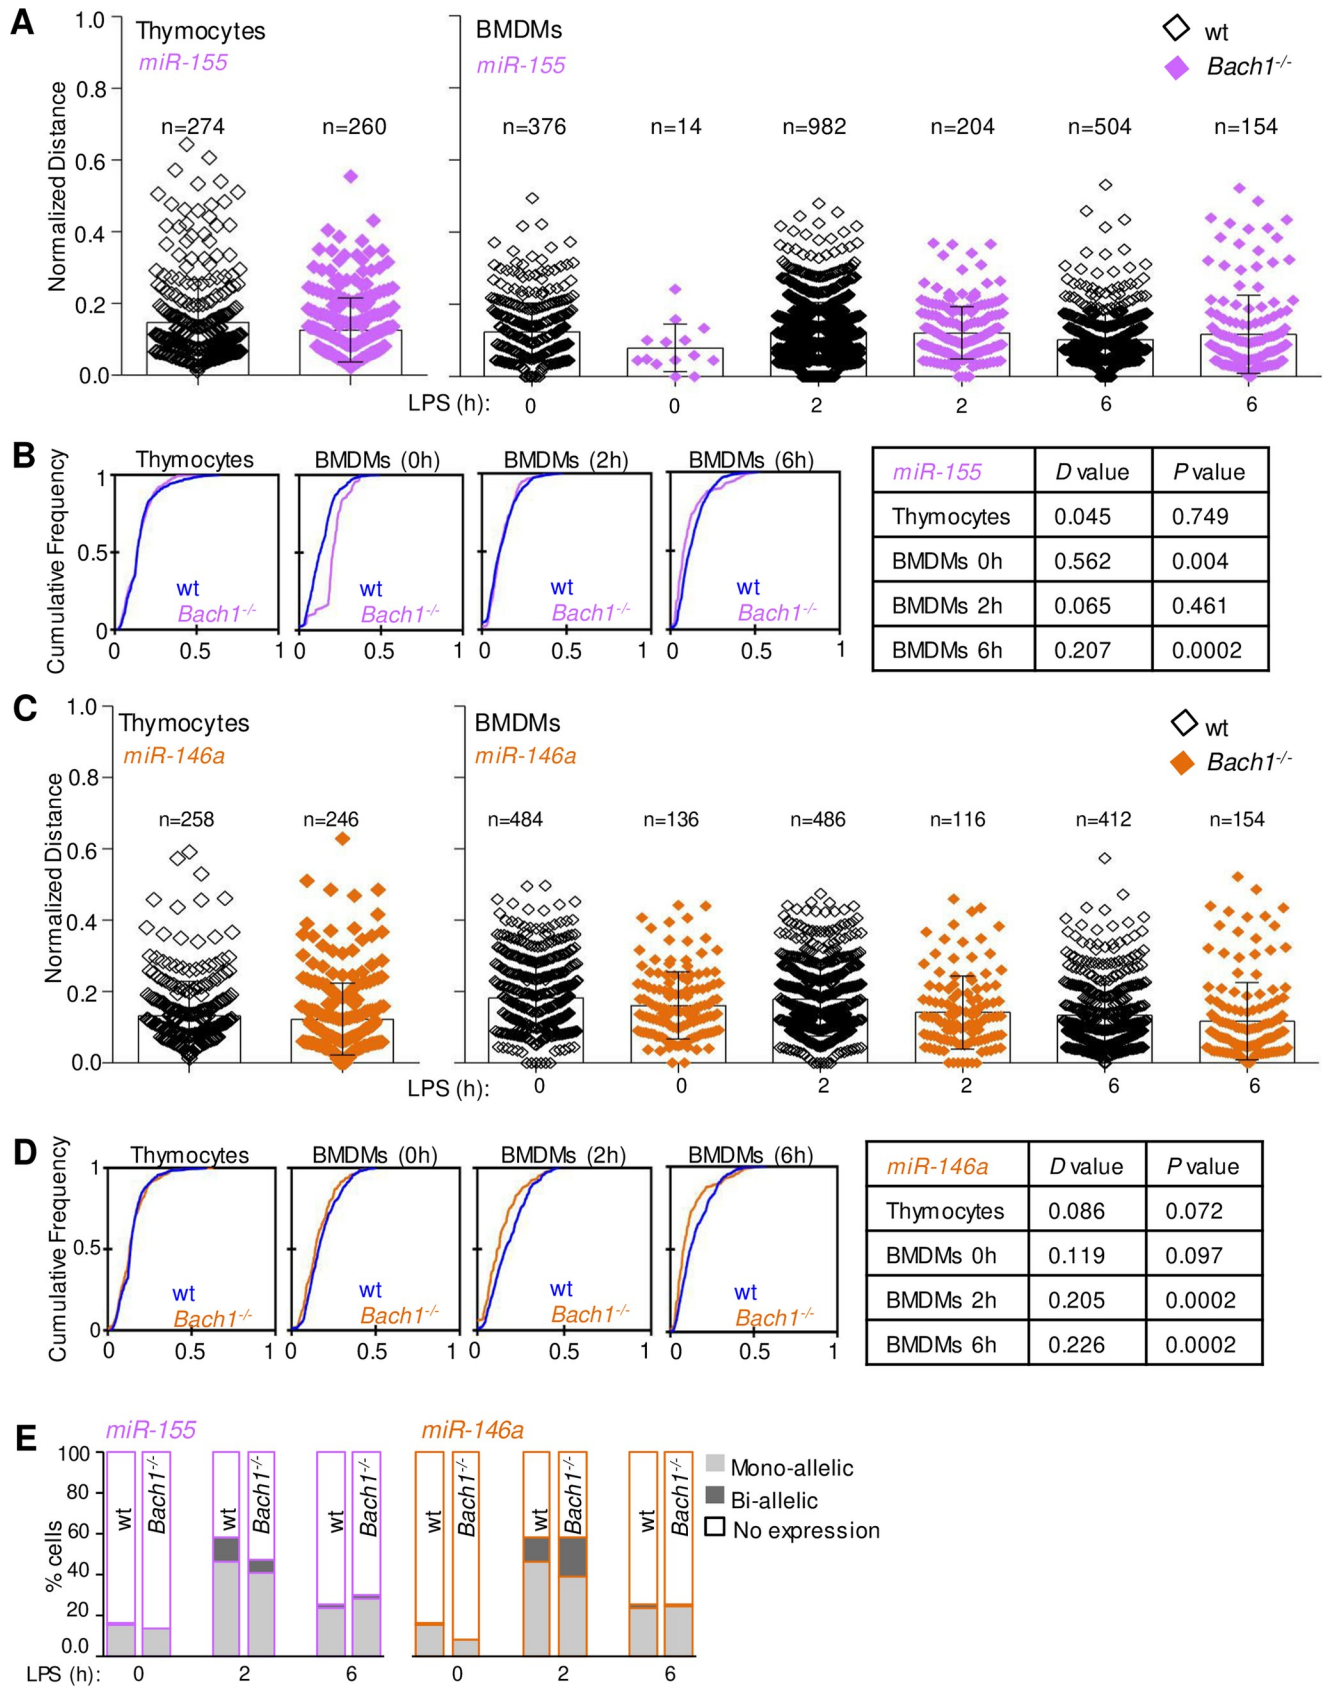 A
Thymocytes
miR-155
BMDMs
miR-155
wt
Bach1-/-
Normalized Distance
1.0
0.8
0.6
0.4
0.2
0.0
n=274
n=260
n=376
n=14
n=982
n=204
n=504
n=154
LPS (h): 0 0 2 2 6 6
B
Cumulative Frequency
Thymocytes
BMDMs (0h)
BMDMs (2h)
BMDMs (6h)
1
0.5
0
wt
Bach1-/-
wt
Bach1-/-
wt
Bach1-/-
wt
Bach1-/-
0 0.5 1
0 0.5 1
0 0.5 1
0 0.5 1
miR-155 D value P value
Thymocytes 0.045 0.749
BMDMs 0h 0.562 0.004
BMDMs 2h 0.065 0.461
BMDMs 6h 0.207 0.0002
C
Thymocytes
miR-146a
BMDMs
miR-146a
wt
Bach1-/-
Normalized Distance
1.0
0.8
0.6
0.4
0.2
0.0
n=258
n=246
n=484
n=136
n=486
n=116
n=412
n=154
LPS (h): 0 0 2 2 6 6
D
Cumulative Frequency
Thymocytes
BMDMs (0h)
BMDMs (2h)
BMDMs (6h)
1
0.5
0
wt
Bach1-/-
wt
Bach1-/-
wt
Bach1-/-
wt
Bach1-/-
0 0.5 1
0 0.5 1
0 0.5 1
0 0.5 1
miR-146a D value P value
Thymocytes 0.086 0.072
BMDMs 0h 0.119 0.097
BMDMs 2h 0.205 0.0002
BMDMs 6h 0.226 0.0002
E
miR-155
miR-146a
% cells
100
80
60
40
20
0.0
wt
Bach1-/-
wt
Bach1-/-
wt
Bach1-/-
wt
Bach1-/-
wt
Bach1-/-
wt
Bach1-/-
Mono-allelic
Bi-allelic
No expression
LPS (h): 0 2 6 0 2 6